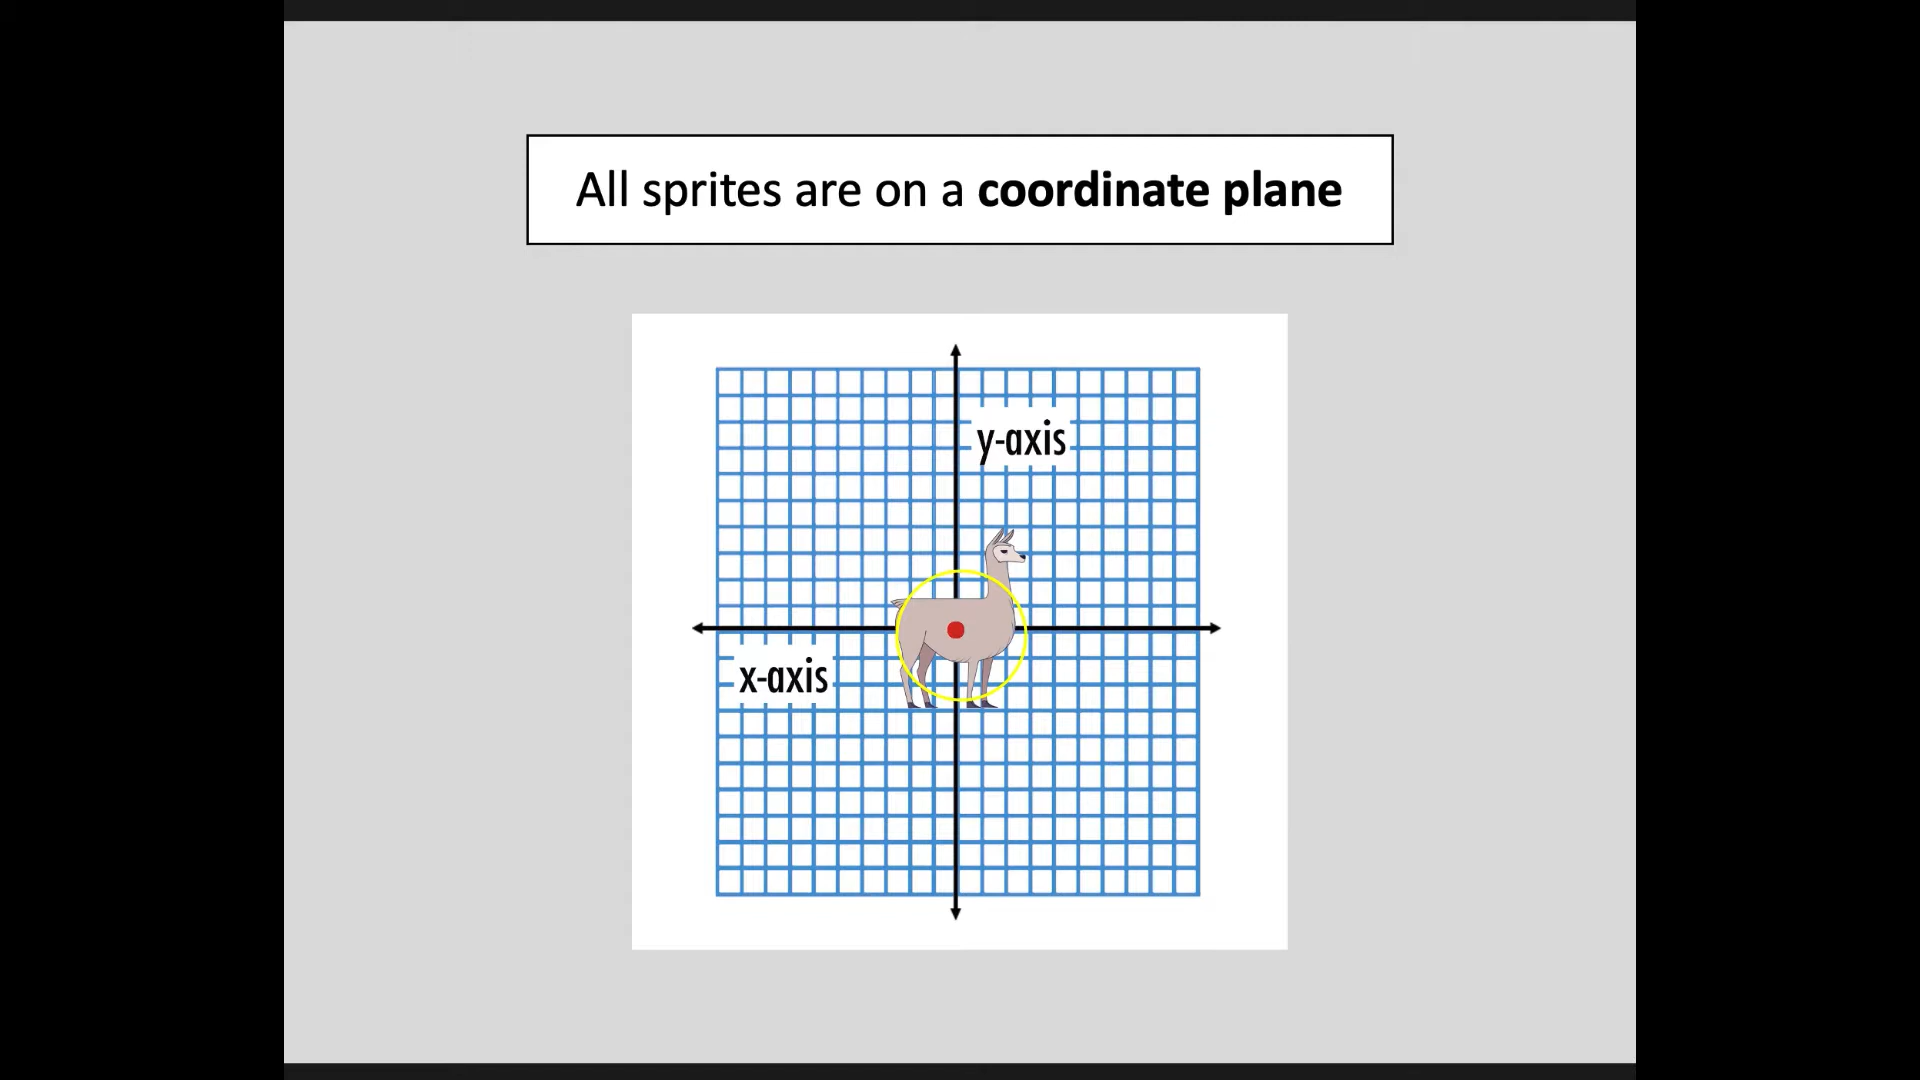 All sprites are on a coordinate plane
y-axis
x-axis